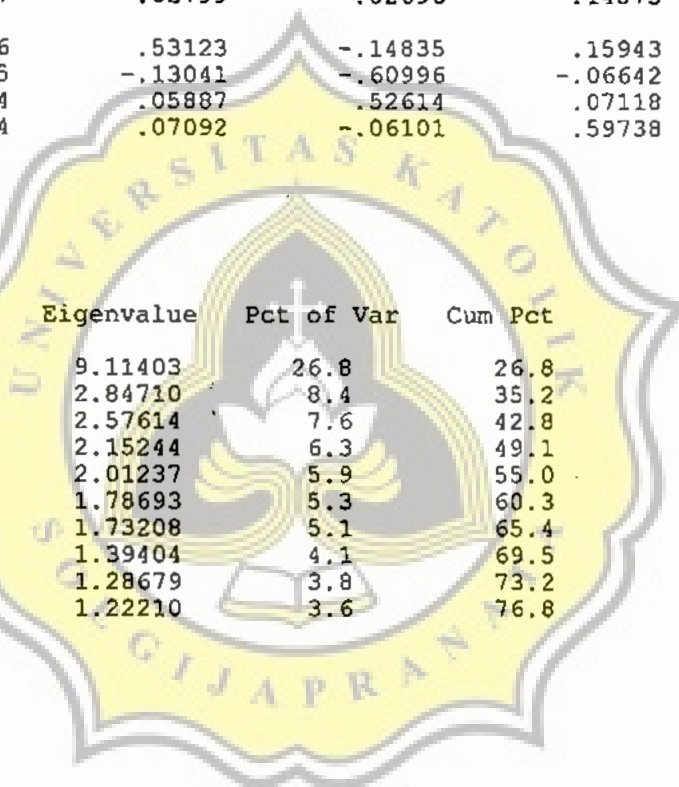 6 .53123 -.14835 .15943
6 -.13041 -.60996 -.06642
4 .05887 .52614 .07118
4 .07092 -.06101 .59738
UNIVERSITAS KATOLIK
Eigenvalue Pct of Var Cum Pct
9.11403 26.8 26.8
2.84710 8.4 35.2
2.57614 7.6 42.8
2.15244 6.3 49.1
2.01237 5.9 55.0
1.78693 5.3 60.3
1.73208 5.1 65.4
1.39404 4.1 69.5
1.28679 3.8 73.2
1.22210 3.6 76.8
SOEGIJAPRANATA